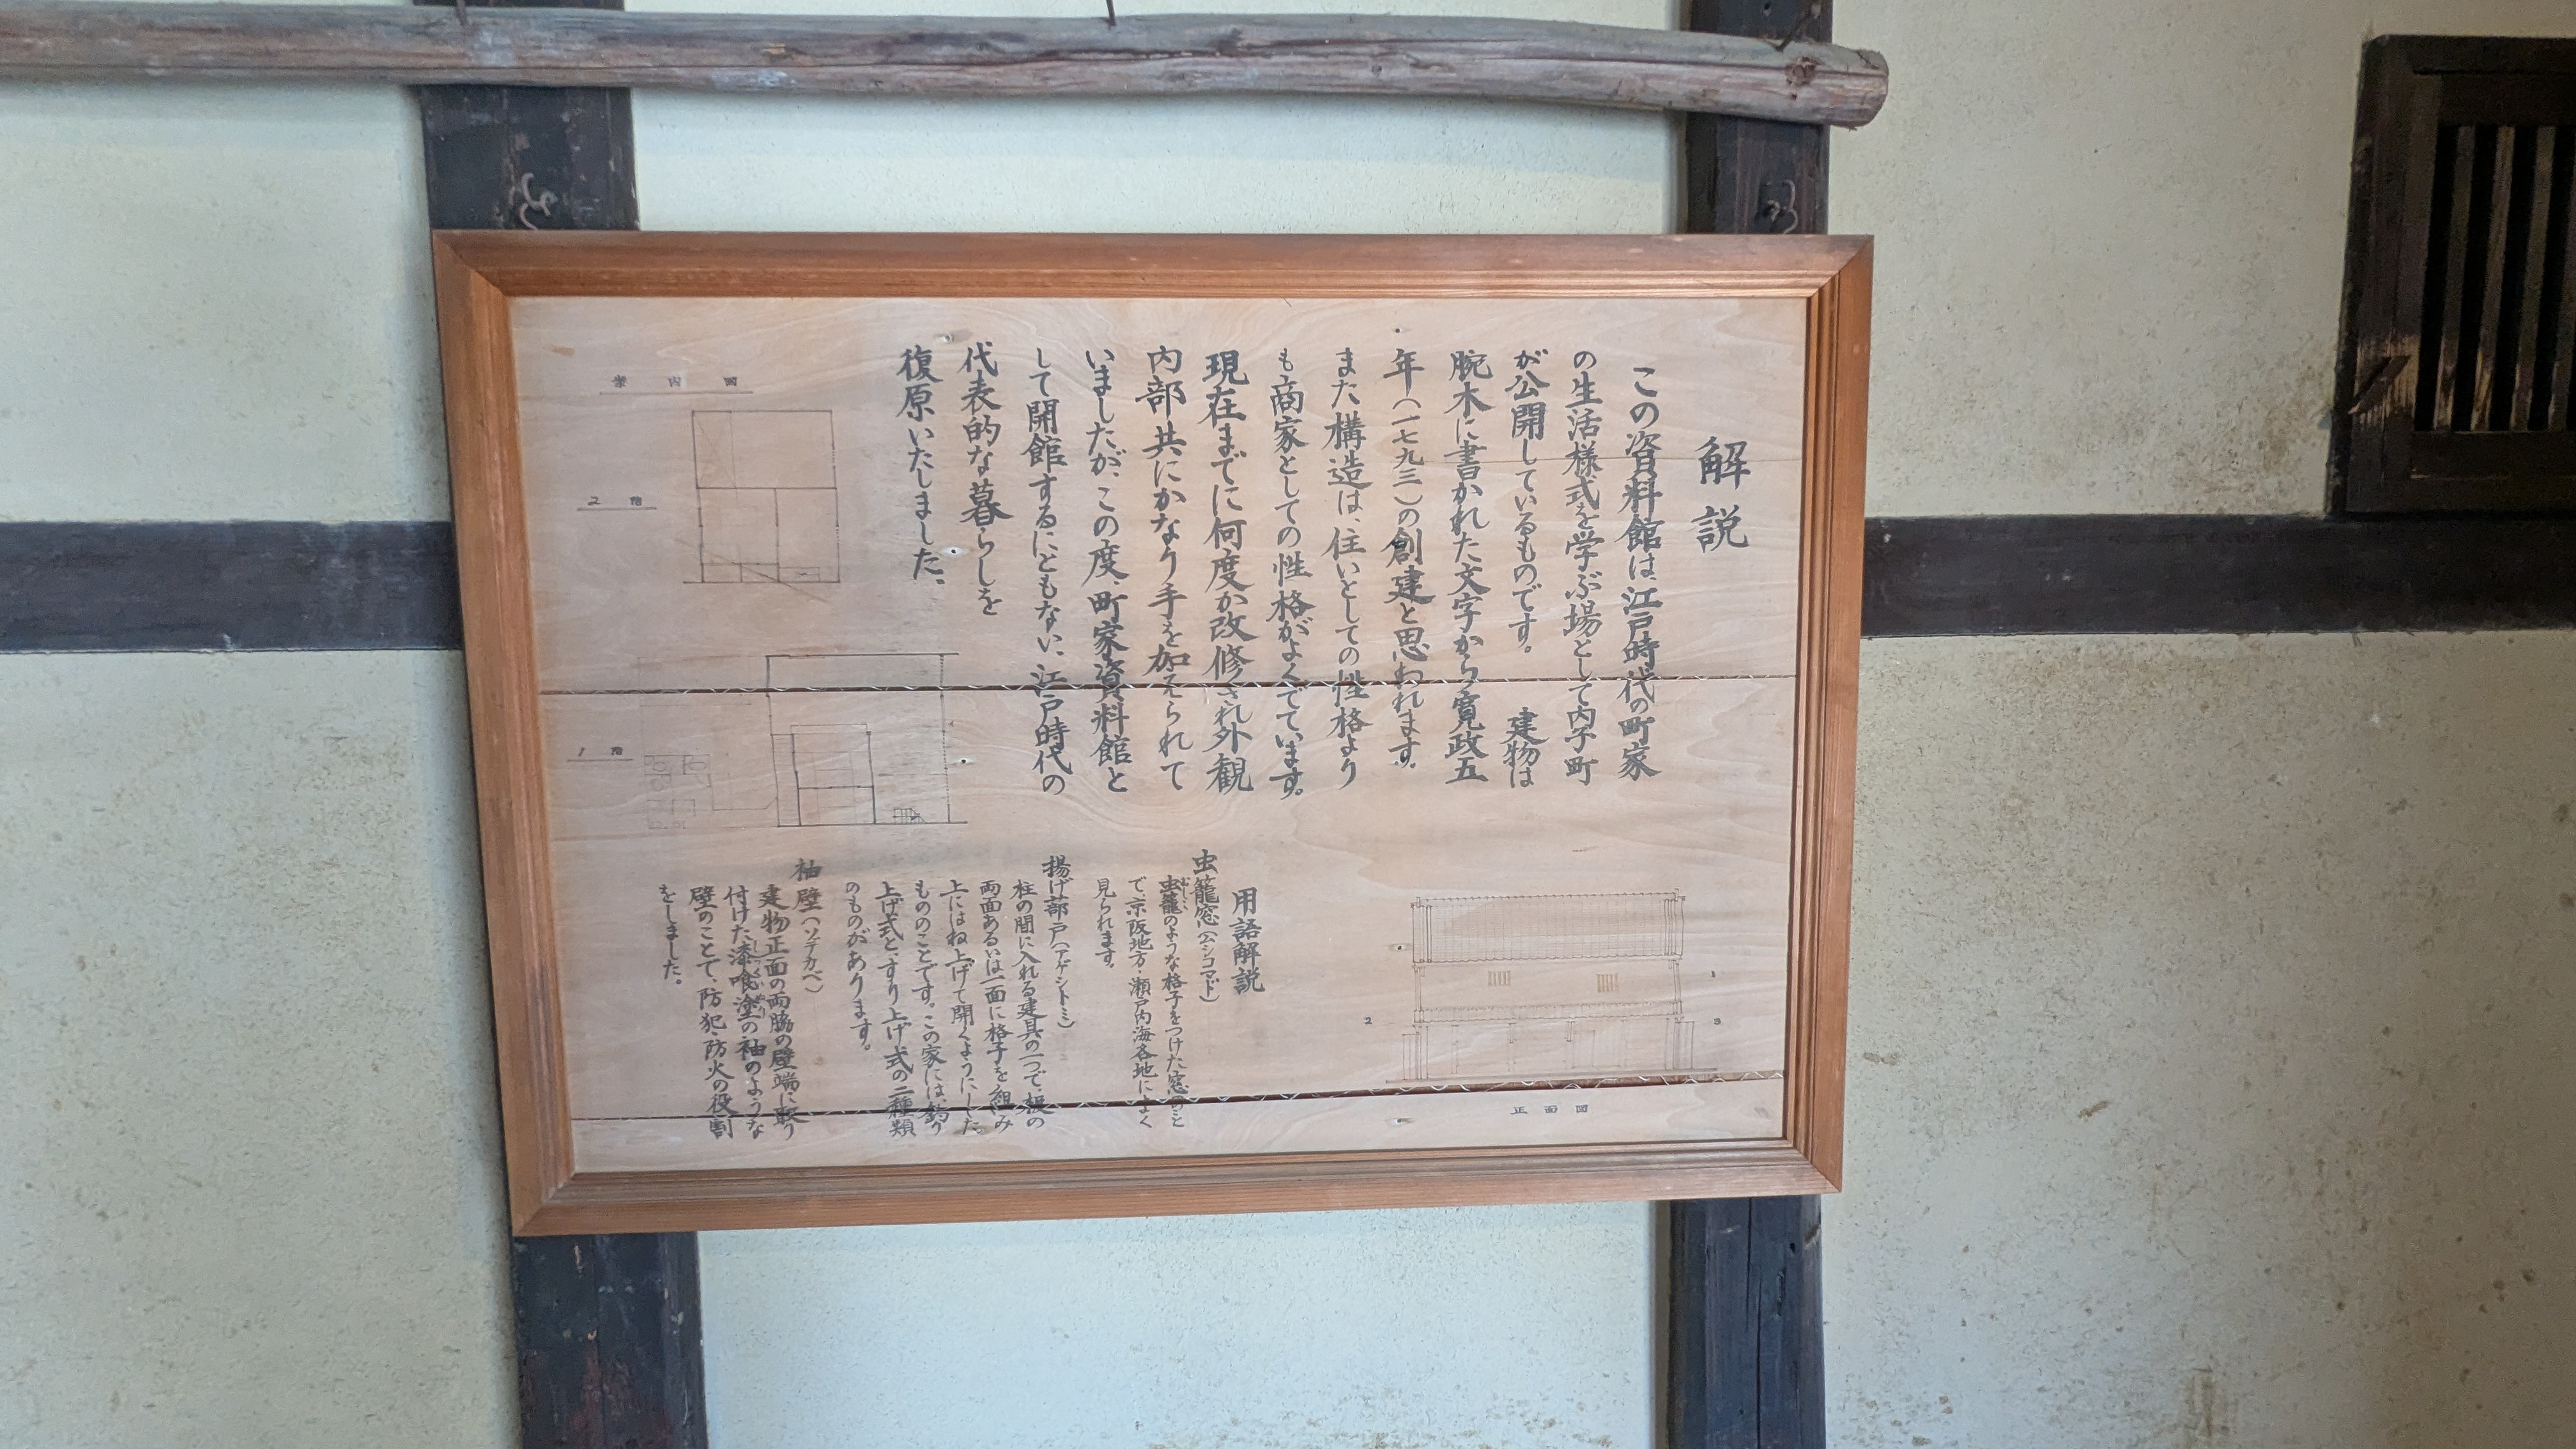 解説
この資料館は、江戸時代の町家
の生活様式を学ぶ場として内子町
が公開しているものです。 建物は
腕木に書かれた文字から寛政五
年（一七九三）の創建と思われます。
また構造は、住いとしての性格より
も商家としての性格がよくでています。
現在までに何度か改修され外観
内部共にかなり手を加えられて
いましたが、この度、町家資料館と
して開館するにともない、江戸時代の
代表的な暮らしを
復原いたしました。
案内図
2階
1階
1
2
3
正面図
用語解説
虫籠窓（ムシコマド）
虫籠のような格子をつけた窓のこと
で、京阪地方・瀬戸内海各地によく
見られます。
揚げ蔀戸（アゲシトミ）
柱の間に入れる建具の一つで、板の
両面あるいは一面に格子を組み
上にはね上げて開くようにした
もののことです。この家には、釣り
上げ式と、すり上げ式の二種類
のものがあります。
袖壁（ソデカベ）
建物正面の両脇の壁端に取り
付けた漆喰塗の袖のような
壁のことで、防犯・防火の役割
をしました。